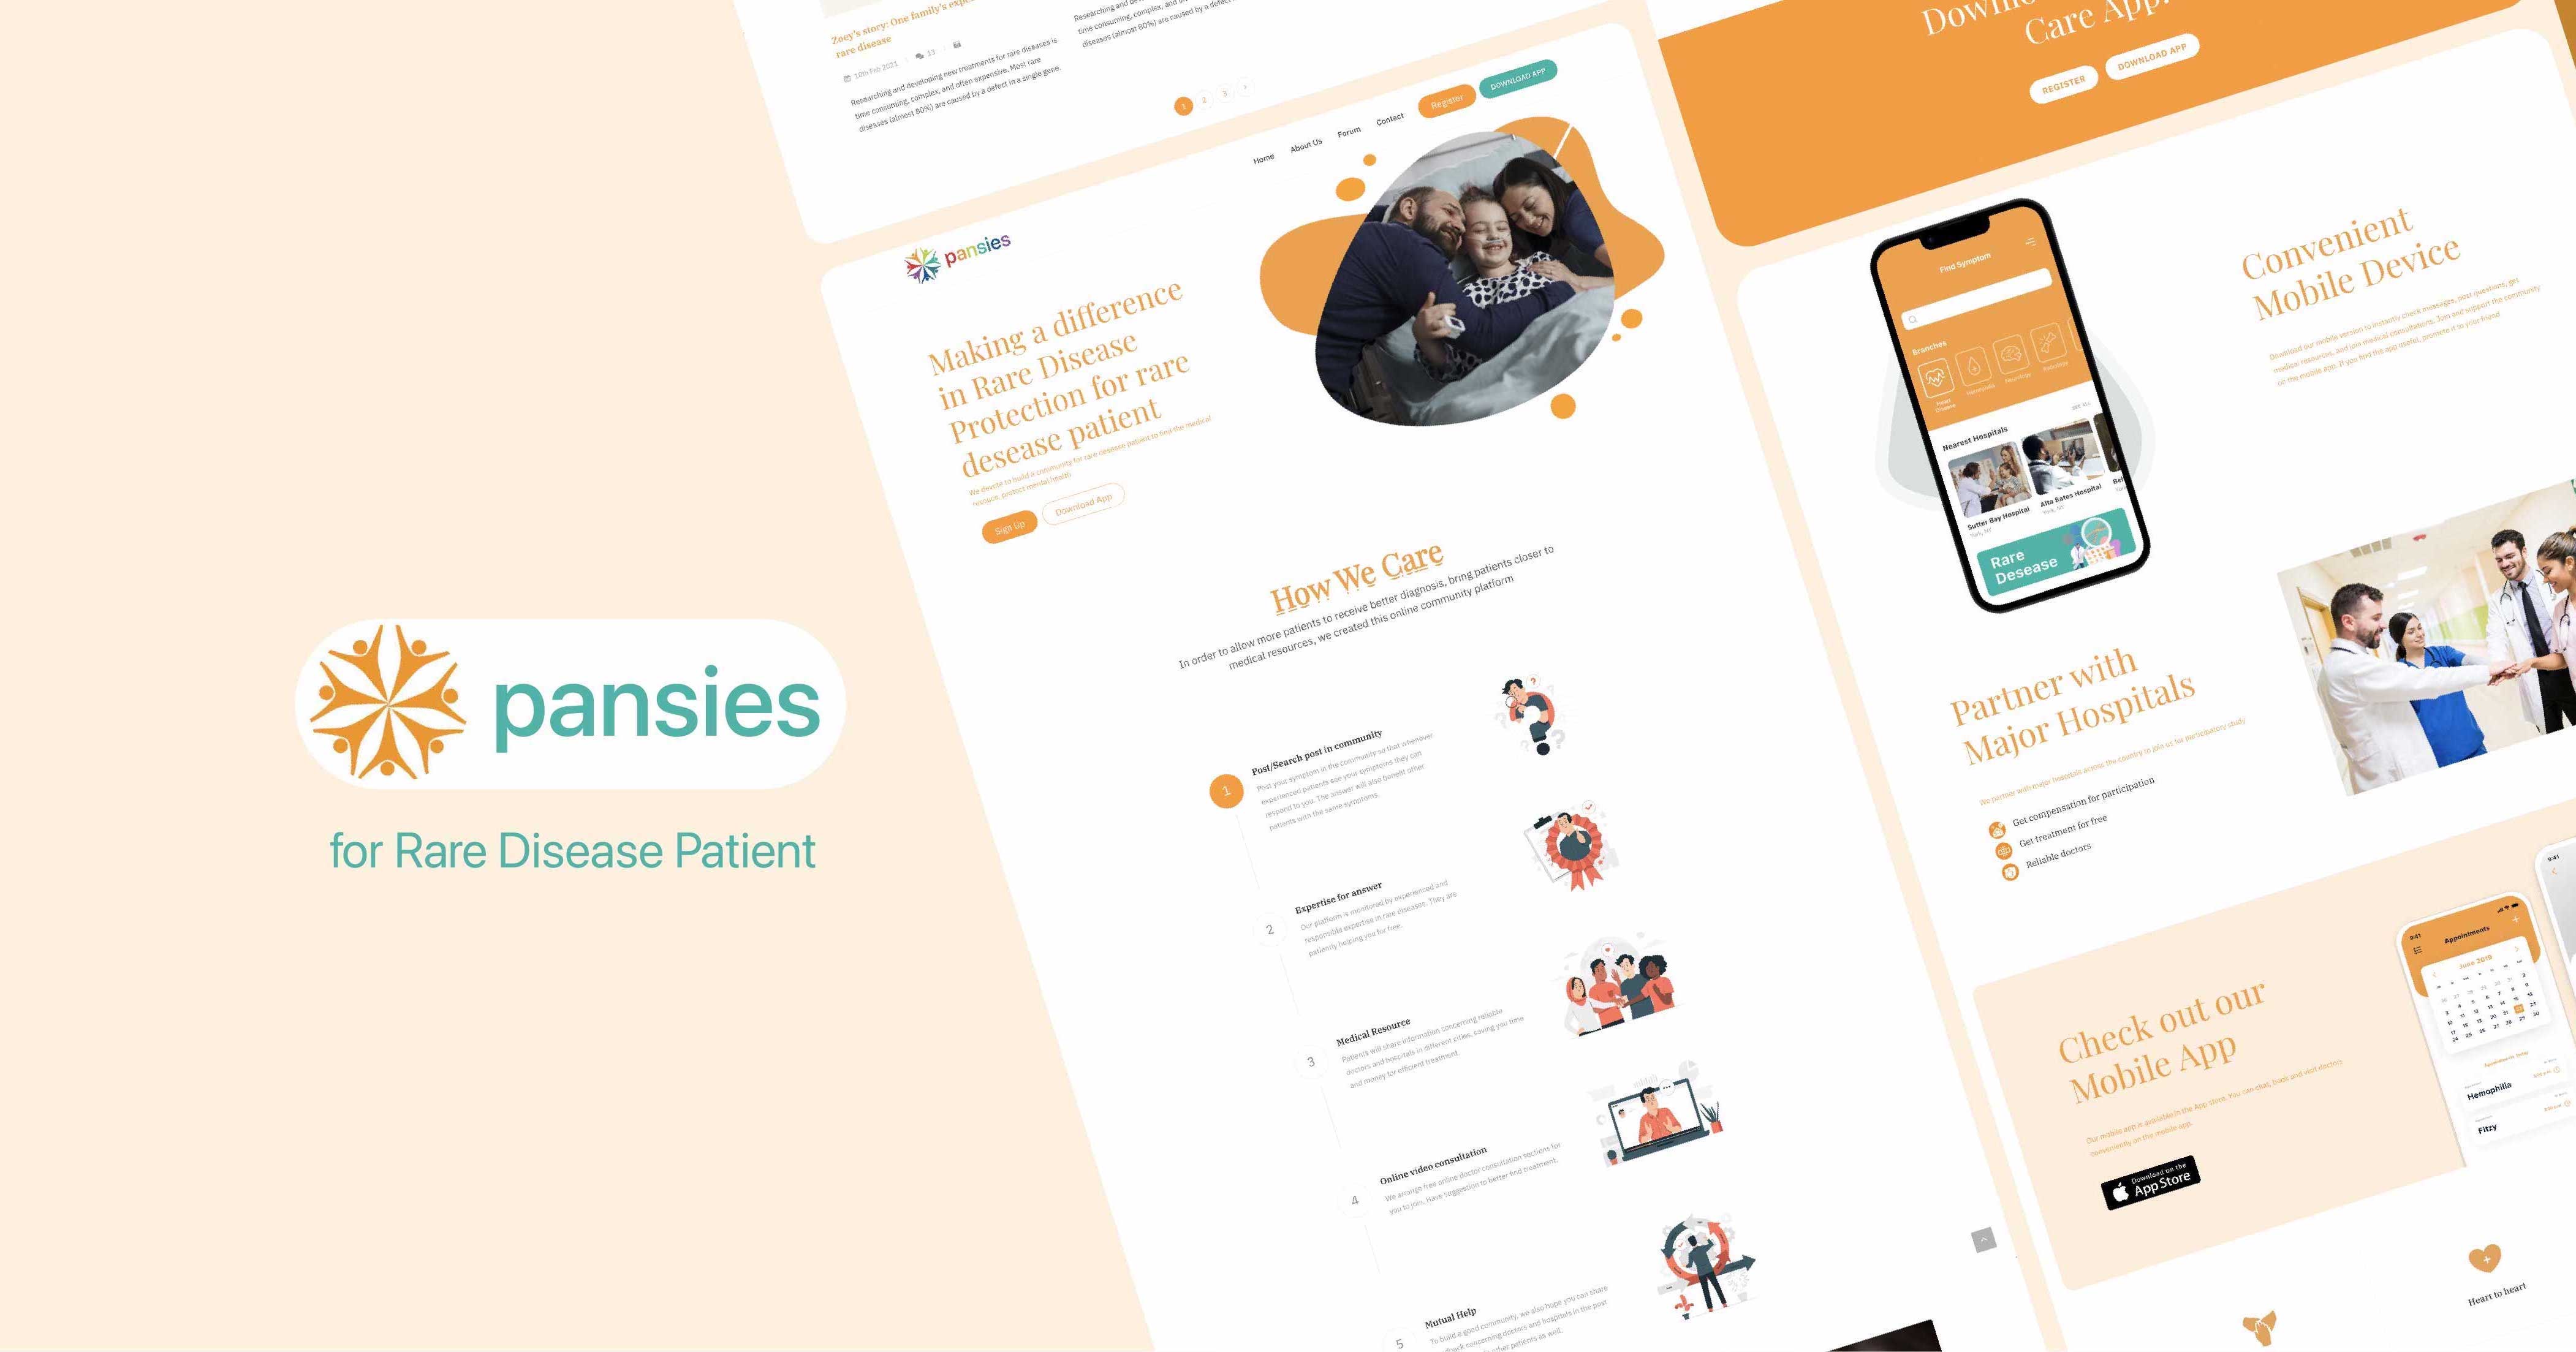 pansies
for Rare Disease Patient
Zoey's story: One family's
rare disease
10th Feb 2021
13
Researching and developing new treatments for rare diseases is
time consuming, complex, and often expensive. Most rare
diseases (almost 80%) are caused by a defect in a single gene.
Researching and
time consuming, complex, and
diseases (almost 80%) are caused by a
1 2 3
Home About Us Forum Contact Register DOWNLOAD APP
pansies
Making a difference
in Rare Disease
Protection for rare
desease patient
We devote to build a community for rare desease patient to find the medical
resouce, protect mental health
Sign Up Download App
How We Care
In order to allow more patients to receive better diagnosis, bring patients closer to
medical resources, we created this online community platform
1
Post/Search post in community
Post your symptom in the community so that whenever
experienced patients see your symptoms they can
respond to you. The answer will also benefit other
patients with the same symptoms.
2
Expertise for answer
Our platform is monitored by experienced and
responsible expertise in rare diseases. They are
patiently helping you for free.
3
Medical Resource
Patients will share information concerning reliable
doctors and hospitals in different cities, saving you time
and money for efficient treatment.
4
Online video consultation
We arrange free online doctor consultation sections for
you to join. Have suggestion to better find treatment.
5
Mutual Help
To build a good community, we also hope you can share
concerning doctors and hospitals in the post
other patients as well.
Care App.
REGISTER DOWNLOAD APP
Find Symptom
Branches
Heart
Disease
Neurology
Nearest Hospitals
SEE ALL
Sutter Bay Hospital
York, NY
Alta Bates Hospital
York, NY
Rare
Desease
Convenient
Mobile Device
Download our mobile version to instantly check messages, post questions, get
medical resources, and join medical consultations. Join and support the community
on the mobile app. If you find the app useful, promote it to your friend
Partner with
Major Hospitals
We partner with major hospitals across the country to join us for participatory study
Get compensation for participation
Get treatment for free
Reliable doctors
Check out our
Mobile App
Our mobile app is available in the App store. You can chat, book and visit doctors
conveniently on the mobile app.
Download on the
App Store
9:41
Appointments
June 2019
Hemophilia
Fitzy
9:41
Heart to heart